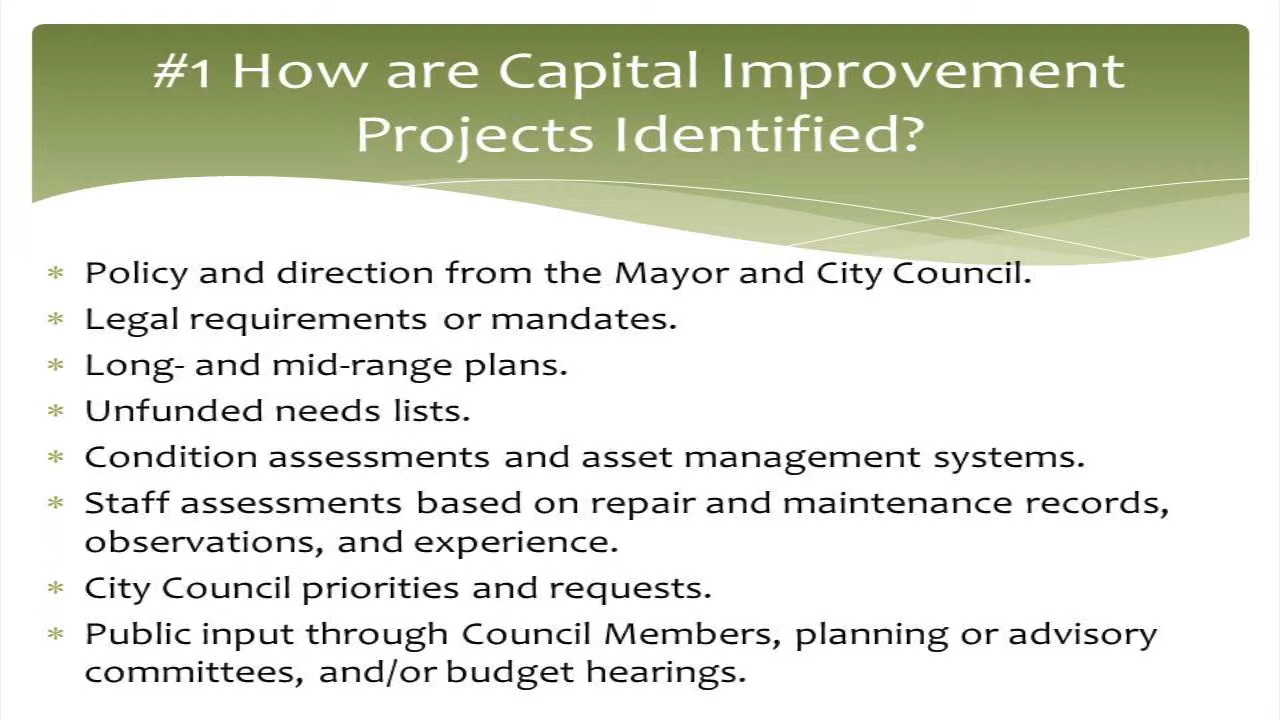 #1 How are Capital Improvement
Projects Identified?
* Policy and direction from the Mayor and City Council.
* Legal requirements or mandates.
* Long- and mid-range plans.
* Unfunded needs lists.
* Condition assessments and asset management systems.
* Staff assessments based on repair and maintenance records,
observations, and experience.
* City Council priorities and requests.
* Public input through Council Members, planning or advisory
committees, and/or budget hearings.